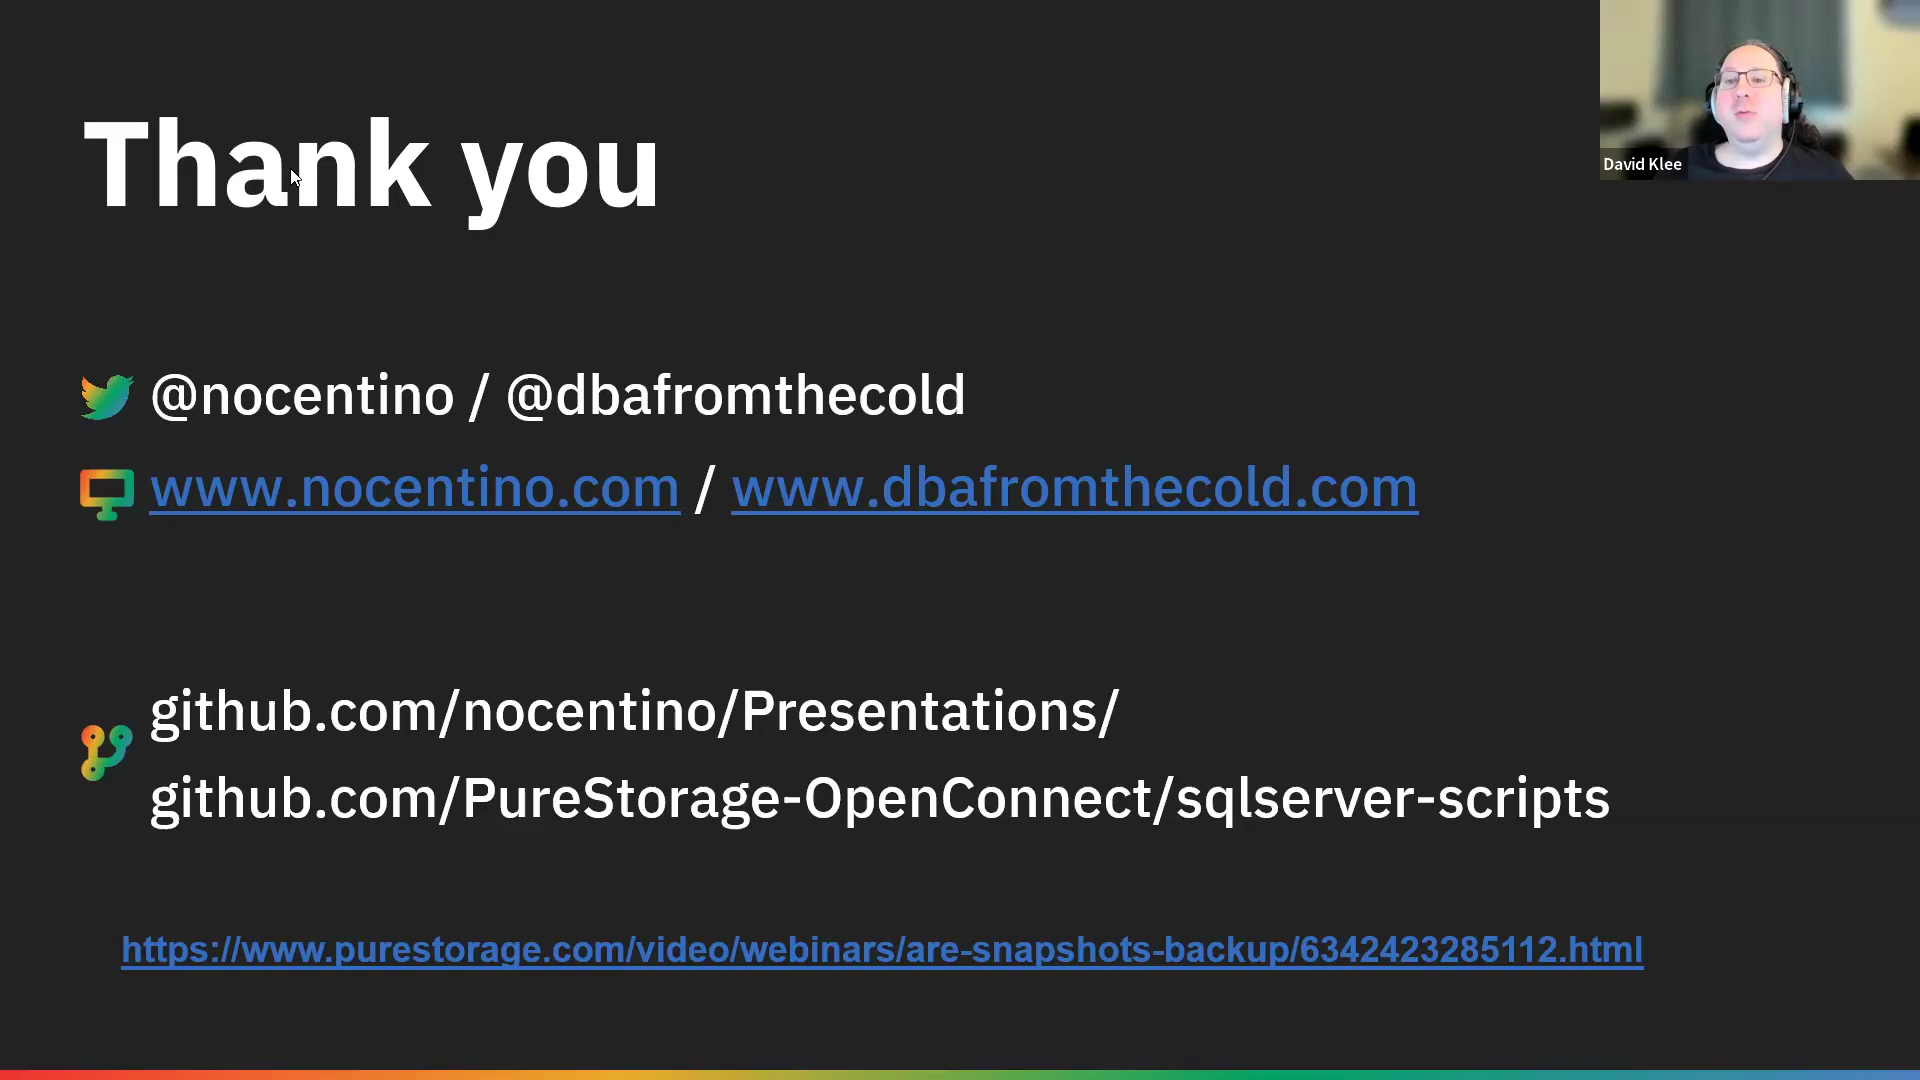 Thank you
David Klee
@nocentino / @dbafromthecold
www.nocentino.com / www.dbafromthecold.com
github.com/nocentino/Presentations/
github.com/PureStorage-OpenConnect/sqlserver-scripts
https://www.purestorage.com/video/webinars/are-snapshots-backup/6342423285112.html